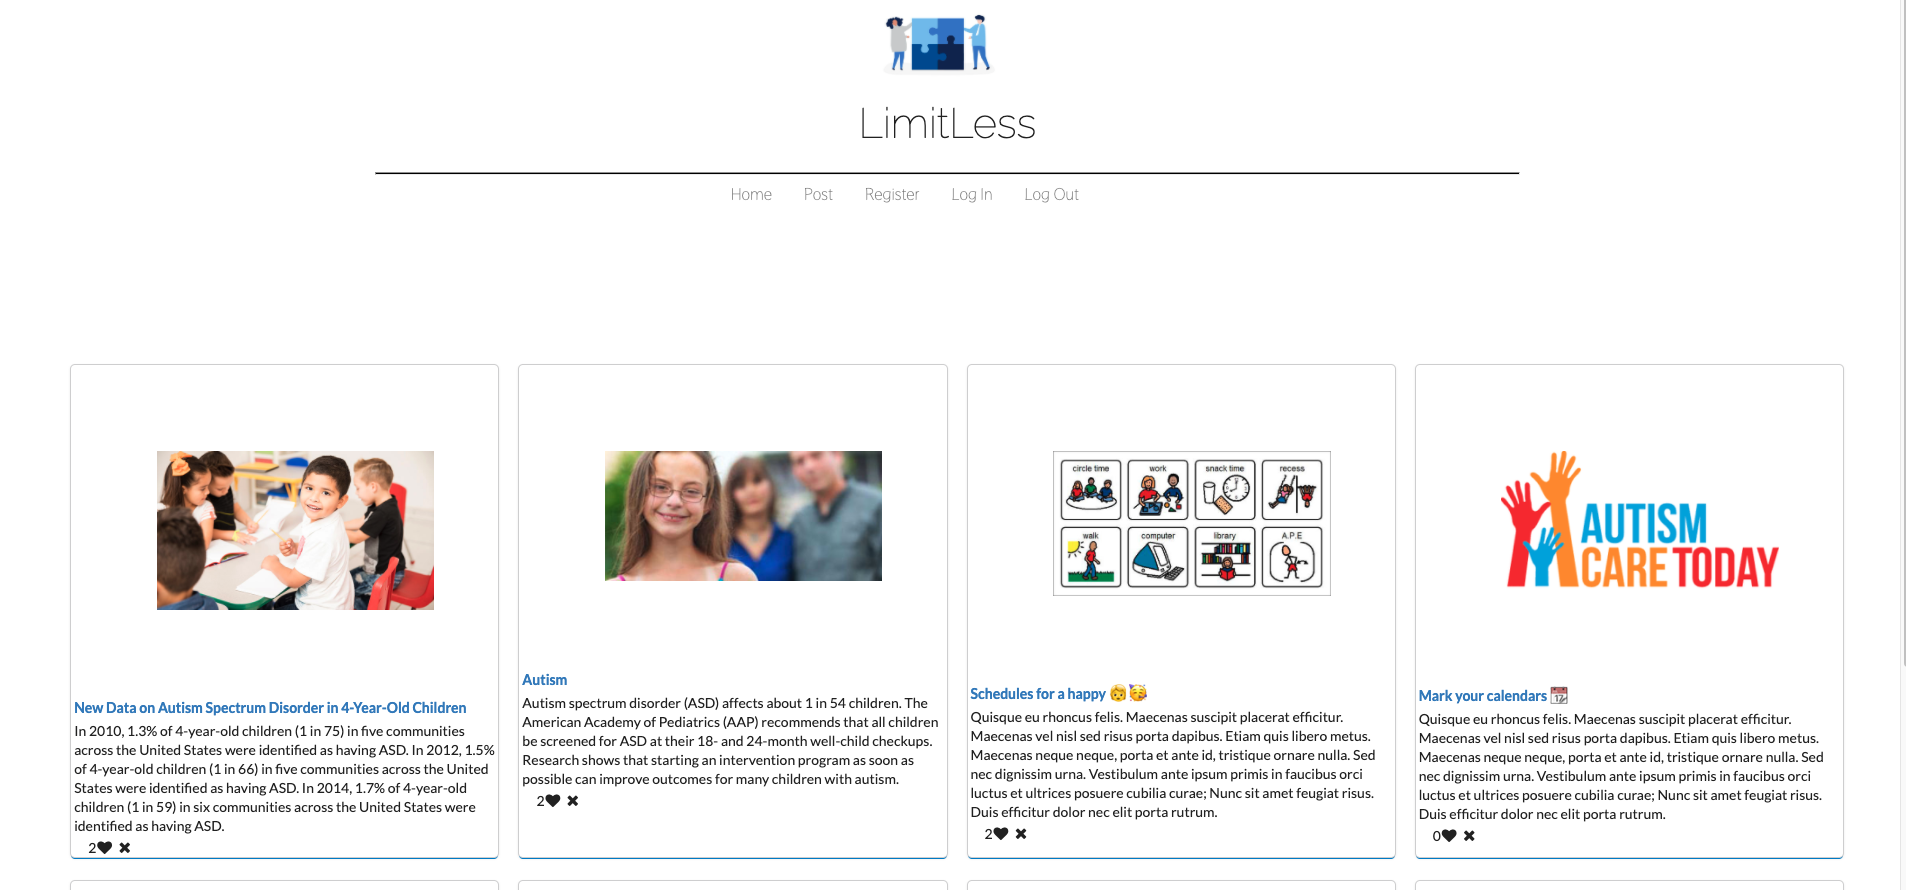 LimitLess
Home Post Register Log In Log Out
New Data on Autism Spectrum Disorder in 4-Year-Old Children
In 2010, 1.3% of 4-year-old children (1 in 75) in five communities
across the United States were identified as having ASD. In 2012, 1.5%
of 4-year-old children (1 in 66) in five communities across the United
States were identified as having ASD. In 2014, 1.7% of 4-year-old
children (1 in 59) in six communities across the United States were
identified as having ASD.
2
Autism
Autism spectrum disorder (ASD) affects about 1 in 54 children. The
American Academy of Pediatrics (AAP) recommends that all children
be screened for ASD at their 18- and 24-month well-child checkups.
Research shows that starting an intervention program as soon as
possible can improve outcomes for many children with autism.
2
circle time work snack time recess
walk computer library A.P.E
Schedules for a happy 👶🥳
Quisque eu rhoncus felis. Maecenas suscipit placerat efficitur.
Maecenas vel nisl sed risus porta dapibus. Etiam quis libero metus.
Maecenas neque neque, porta et ante id, tristique ornare nulla. Sed
nec dignissim urna. Vestibulum ante ipsum primis in faucibus orci
luctus et ultrices posuere cubilia curae; Nunc sit amet feugiat risus.
Duis efficitur dolor nec elit porta rutrum.
2
AUTISM
CARE TODAY
Mark your calendars 📆
Quisque eu rhoncus felis. Maecenas suscipit placerat efficitur.
Maecenas vel nisl sed risus porta dapibus. Etiam quis libero metus.
Maecenas neque neque, porta et ante id, tristique ornare nulla. Sed
nec dignissim urna. Vestibulum ante ipsum primis in faucibus orci
luctus et ultrices posuere cubilia curae; Nunc sit amet feugiat risus.
Duis efficitur dolor nec elit porta rutrum.
0